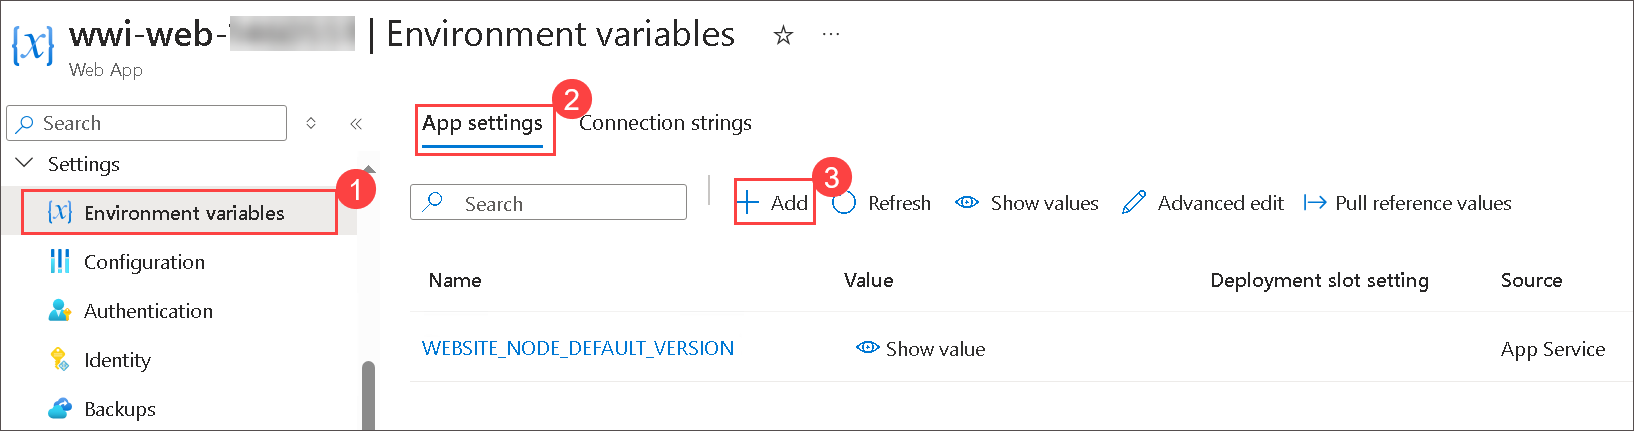 wwi-web- | Environment variables
Web App
Search
Settings
Environment variables
1
Configuration
Authentication
Identity
Backups
App settings
2
Connection strings
Search
Add
3
Refresh
Show values
Advanced edit
Pull reference values
Name Value Deployment slot setting Source
WEBSITE_NODE_DEFAULT_VERSION Show value App Service